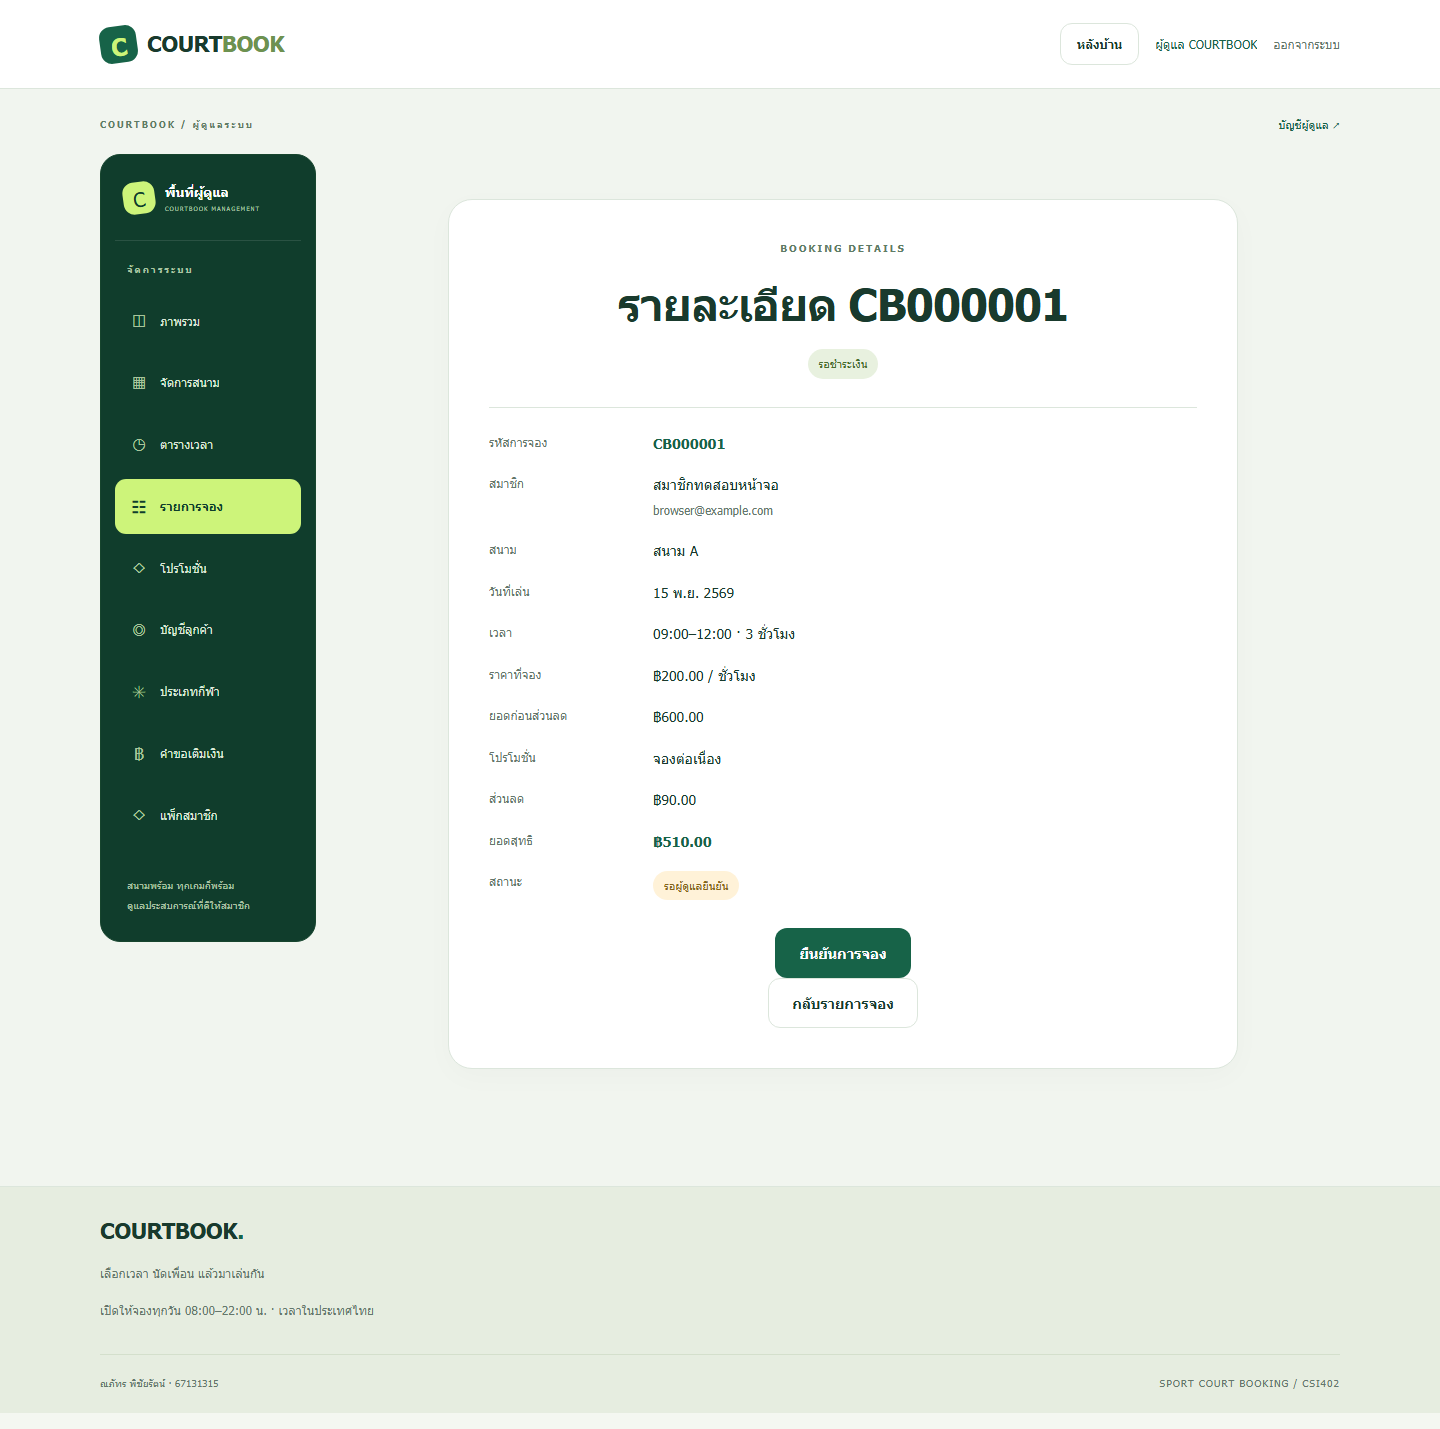 C COURTBOOK
หลังบ้าน
ผู้ดูแล COURTBOOK
ออกจากระบบ
COURTBOOK / ผู้ดูแลระบบ
บัญชีผู้ดูแล ↗
C
พื้นที่ผู้ดูแล
COURTBOOK MANAGEMENT
จัดการระบบ
ภาพรวม
จัดการสนาม
ตารางเวลา
รายการจอง
โปรโมชั่น
บัญชีลูกค้า
ประเภทกีฬา
฿ คำขอเติมเงิน
แพ็กสมาชิก
สนามพร้อม ทุกเกมก็พร้อม
ดูแลประสบการณ์ที่ดีให้สมาชิก
BOOKING DETAILS
รายละเอียด CB000001
รอชำระเงิน
รหัสการจอง CB000001
สมาชิก สมาชิกทดสอบหน้าจอ
browser@example.com
สนาม สนาม A
วันที่เล่น 15 พ.ย. 2569
เวลา 09:00–12:00 · 3 ชั่วโมง
ราคาที่จอง ฿200.00 / ชั่วโมง
ยอดก่อนส่วนลด ฿600.00
โปรโมชั่น จองต่อเนื่อง
ส่วนลด ฿90.00
ยอดสุทธิ ฿510.00
สถานะ รอผู้ดูแลยืนยัน
ยืนยันการจอง
กลับรายการจอง
COURTBOOK.
เลือกเวลา นัดเพื่อน แล้วมาเล่นกัน
เปิดให้จองทุกวัน 08:00–22:00 น. · เวลาในประเทศไทย
ณภัทร พิชัยรัตน์ · 67131315
SPORT COURT BOOKING / CSI402